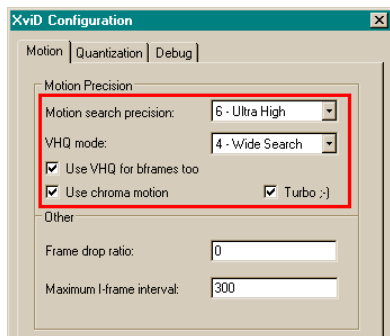 XviD Configuration
Motion Quantization Debug
Motion Precision
Motion search precision: 6 - Ultra High
VHQ mode: 4 - Wide Search
Use VHQ for bframes too
Use chroma motion Turbo ;-)
Other
Frame drop ratio: 0
Maximum I-frame interval: 300